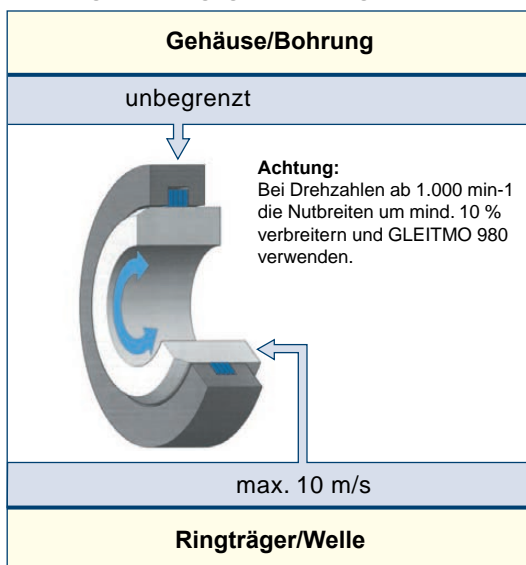 Gehäuse/Bohrung
unbegrenzt
Achtung:
Bei Drehzahlen ab 1.000 min-1
die Nutbreiten um mind. 10 %
verbreitern und GLEITMO 980
verwenden.
max. 10 m/s
Ringträger/Welle